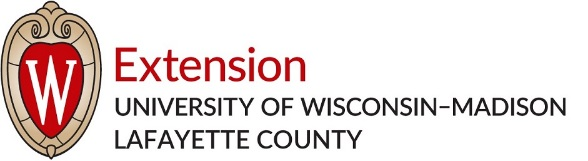 W
Extension
UNIVERSITY OF WISCONSIN–MADISON
LAFAYETTE COUNTY